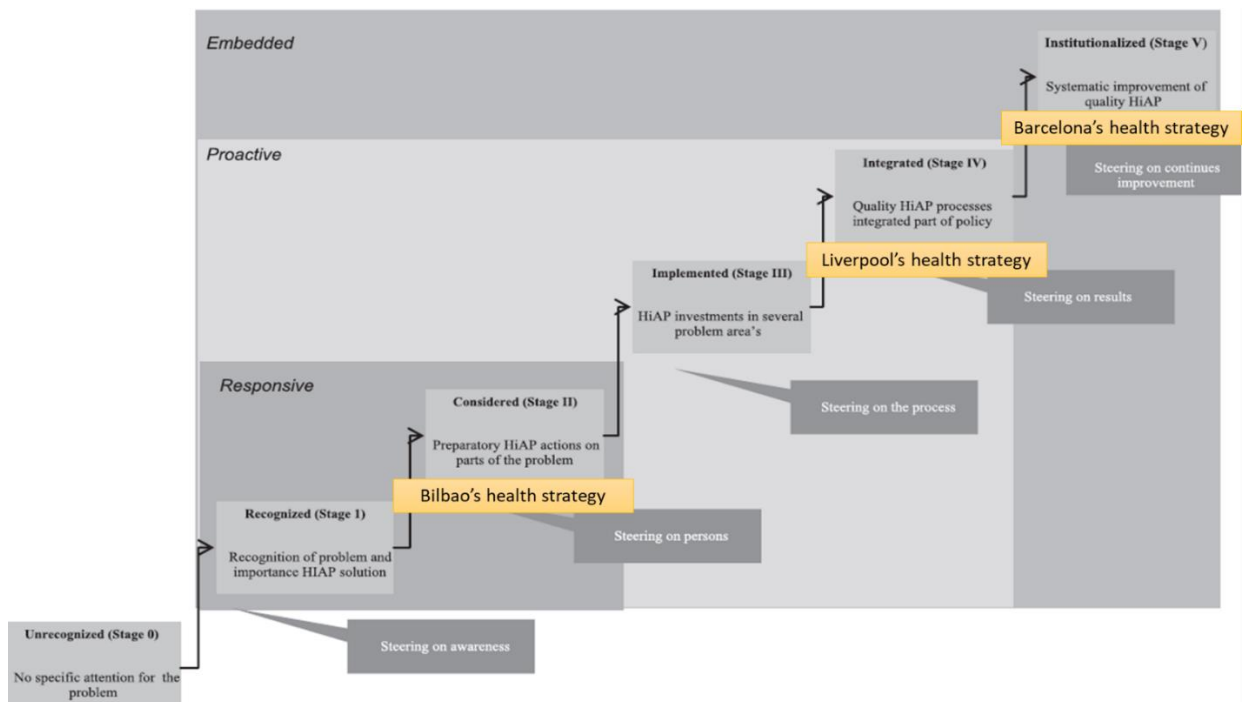 Embedded
Institutionalized (Stage V)
Systematic improvement of
quality HiAP
Barcelona's health strategy
Steering on continues
improvement
Proactive
Integrated (Stage IV)
Quality HiAP processes
integrated part of policy
Liverpool's health strategy
Steering on results
Implemented (Stage III)
HiAP investments in several
problem area's
Steering on the process
Responsive
Considered (Stage II)
Preparatory HiAP actions on
parts of the problem
Bilbao's health strategy
Steering on persons
Recognized (Stage 1)
Recognition of problem and
importance HIAP solution
Steering on awareness
Unrecognized (Stage 0)
No specific attention for the
problem